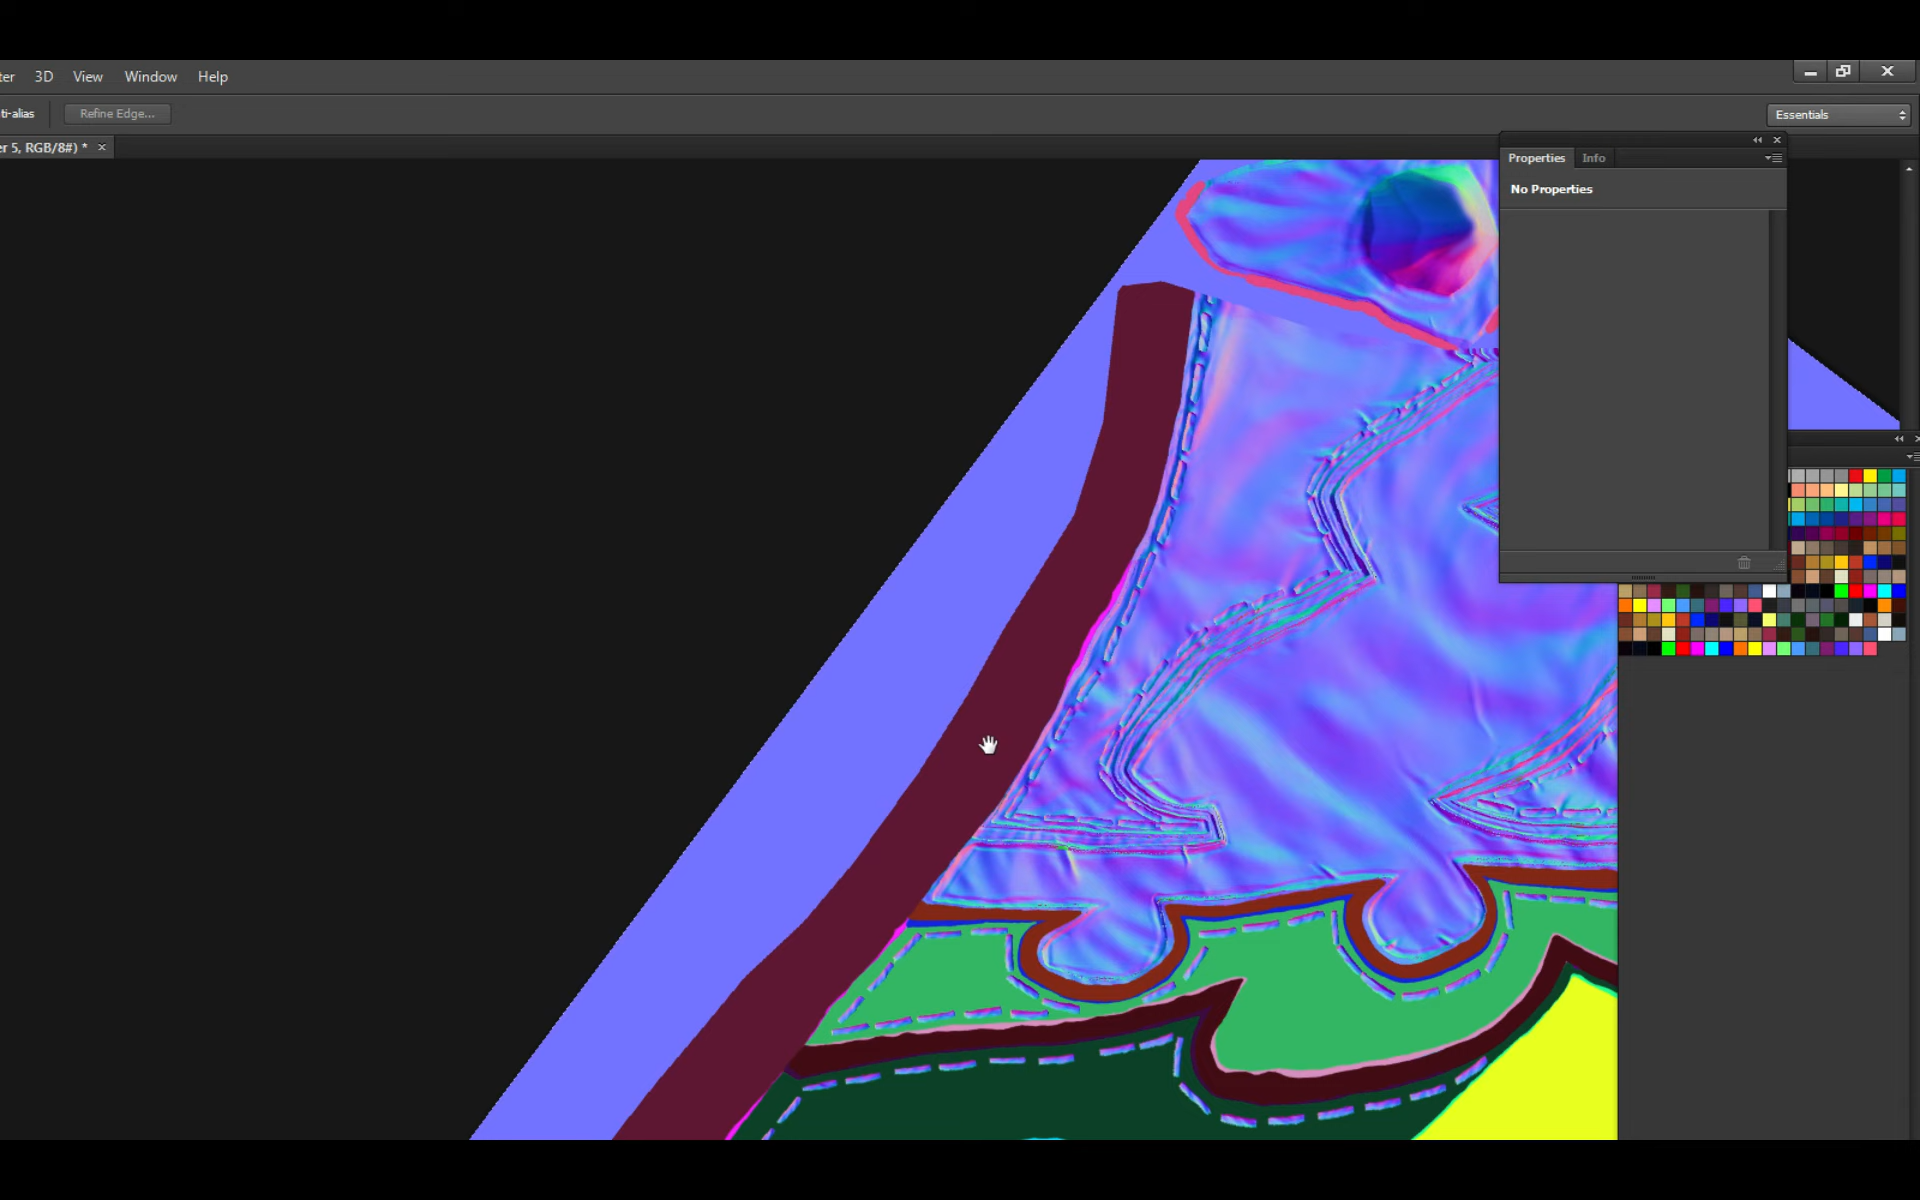 ter 3D View Window Help
ti-alias Refine Edge... Essentials
er 5, RGB/8#) *
Properties Info
No Properties